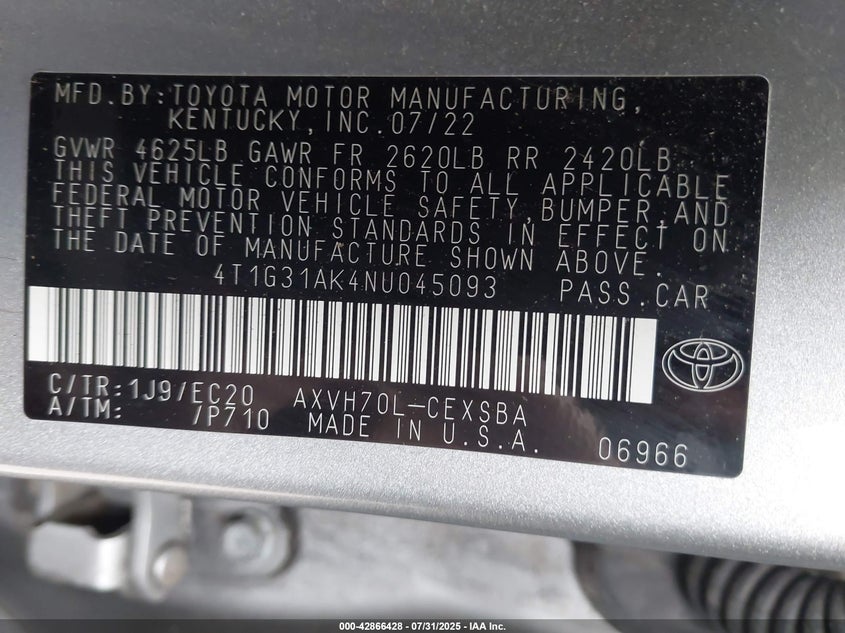 MFD.BY:TOYOTA MOTOR MANUFACTURING,
KENTUCKY,INC.07/22
GVWR 4625LB GAWR FR 2620LB RR 2420LB
THIS VEHICLE CONFORMS TO ALL APPLICABLE
FEDERAL MOTOR VEHICLE SAFETY,BUMPER,AND
THEFT PREVENTION STANDARDS IN EFFECT ON
THE DATE OF MANUFACTURE SHOWN ABOVE.
4T1G31AK4NU045093 PASS.CAR
C/TR:1J9/EC20 AXVH70L-CEXSBA
A/TM: /P710 MADE IN U.S.A. 06966
000-42866428 - 07/31/2025 - IAA Inc.